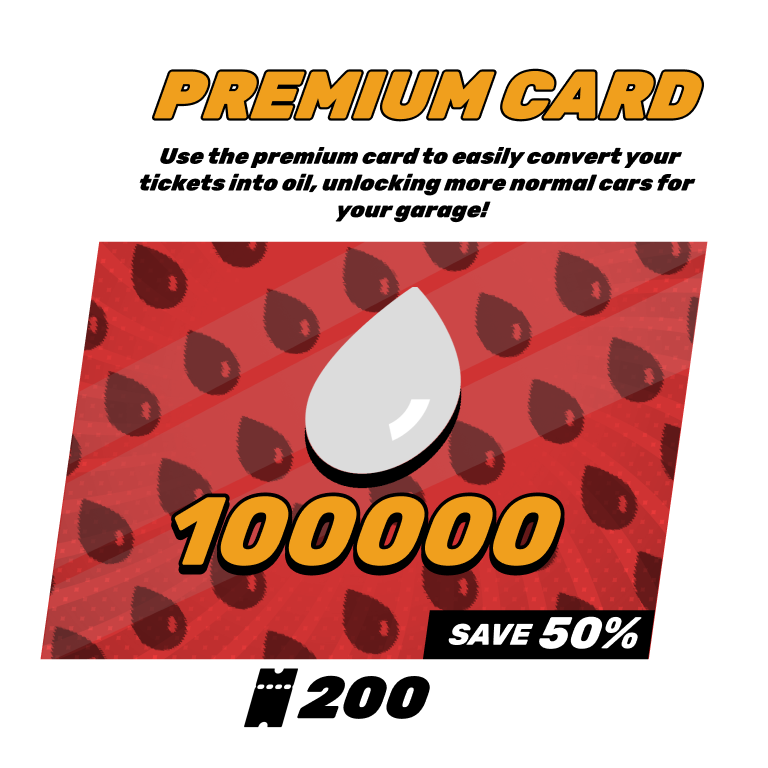 PREMIUM CARD
Use the premium card to easily convert your
tickets into oil, unlocking more normal cars for
your garage!
100000
SAVE 50%
200